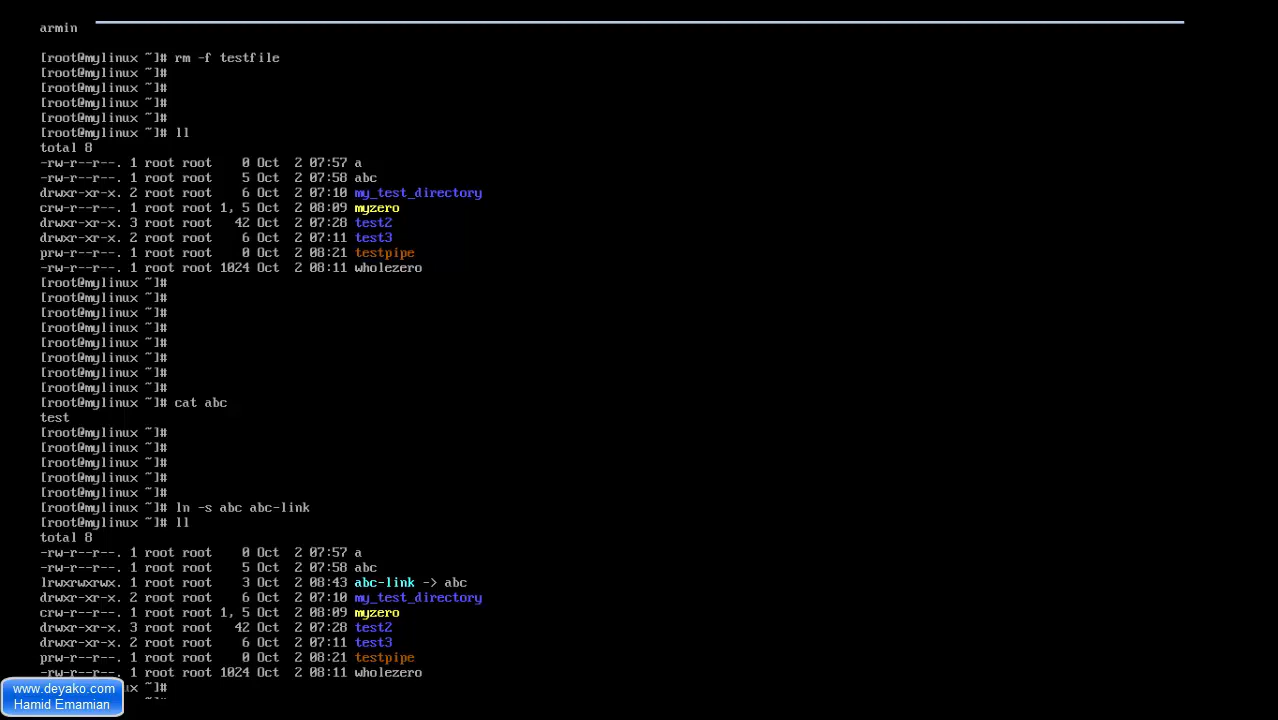 armin
[root@mylinux ~]# rm -f testfile
[root@mylinux ~]#
[root@mylinux ~]#
[root@mylinux ~]#
[root@mylinux ~]#
[root@mylinux ~]# ll
total 8
-rw-r--r--. 1 root root    0 Oct  2 07:57 a
-rw-r--r--. 1 root root    5 Oct  2 07:58 abc
drwxr-xr-x. 2 root root    6 Oct  2 07:10 my_test_directory
crw-r--r--. 1 root root 1, 5 Oct  2 08:09 myzero
drwxr-xr-x. 3 root root   42 Oct  2 07:28 test2
drwxr-xr-x. 2 root root    6 Oct  2 07:11 test3
prw-r--r--. 1 root root    0 Oct  2 08:21 testpipe
-rw-r--r--. 1 root root 1024 Oct  2 08:11 wholezero
[root@mylinux ~]#
[root@mylinux ~]#
[root@mylinux ~]#
[root@mylinux ~]#
[root@mylinux ~]#
[root@mylinux ~]#
[root@mylinux ~]#
[root@mylinux ~]#
[root@mylinux ~]# cat abc
test
[root@mylinux ~]#
[root@mylinux ~]#
[root@mylinux ~]#
[root@mylinux ~]#
[root@mylinux ~]#
[root@mylinux ~]# ln -s abc abc-link
[root@mylinux ~]# ll
total 8
-rw-r--r--. 1 root root    0 Oct  2 07:57 a
-rw-r--r--. 1 root root    5 Oct  2 07:58 abc
lrwxrwxrwx. 1 root root    3 Oct  2 08:43 abc-link -> abc
drwxr-xr-x. 2 root root    6 Oct  2 07:10 my_test_directory
crw-r--r--. 1 root root 1, 5 Oct  2 08:09 myzero
drwxr-xr-x. 3 root root   42 Oct  2 07:28 test2
drwxr-xr-x. 2 root root    6 Oct  2 07:11 test3
prw-r--r--. 1 root root    0 Oct  2 08:21 testpipe
-rw-r--r--. 1 root root 1024 Oct  2 08:11 wholezero
ux ~]#
www.deyako.com
Hamid Emamian